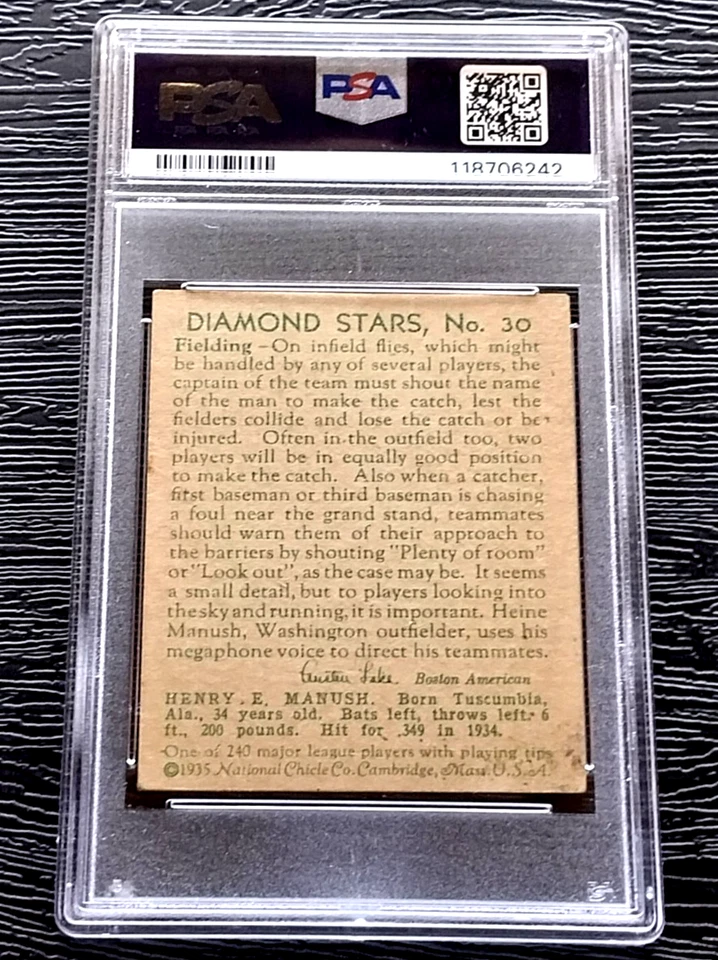 PSA
PSA
118706242
DIAMOND STARS, No. 30
Fielding - On infield flies, which might
be handled by any of several players, the
captain of the team must shout the name
of the man to make the catch, lest the
fielders collide and lose the catch or be
injured. Often in the outfield too, two
players will be in equally good position
to make the catch. Also when a catcher,
first baseman or third baseman is chasing
a foul near the grand stand, teammates
should warn them of their approach to
the barriers by shouting "Plenty of room"
or "Look out", as the case may be. It seems
a small detail, but to players looking into
the sky and running, it is important. Heine
Manush, Washington outfielder, uses his
megaphone voice to direct his teammates.
Austen Lake Boston American
HENRY . E. MANUSH. Born Tuscumbia,
Ala., 34 years old. Bats left, throws left. 6
ft., 200 pounds. Hit for .349 in 1934.
One of 240 major league players with playing tips
©1935 National Chicle Co. Cambridge, Mass. U.S.A.